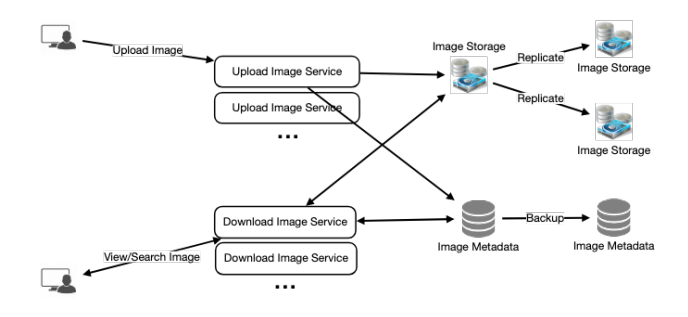 Upload Image
Upload Image Service
Upload Image Service
...
Image Storage
Replicate
Image Storage
Replicate
Image Storage
Download Image Service
Download Image Service
...
View/Search Image
Image Metadata
Backup
Image Metadata